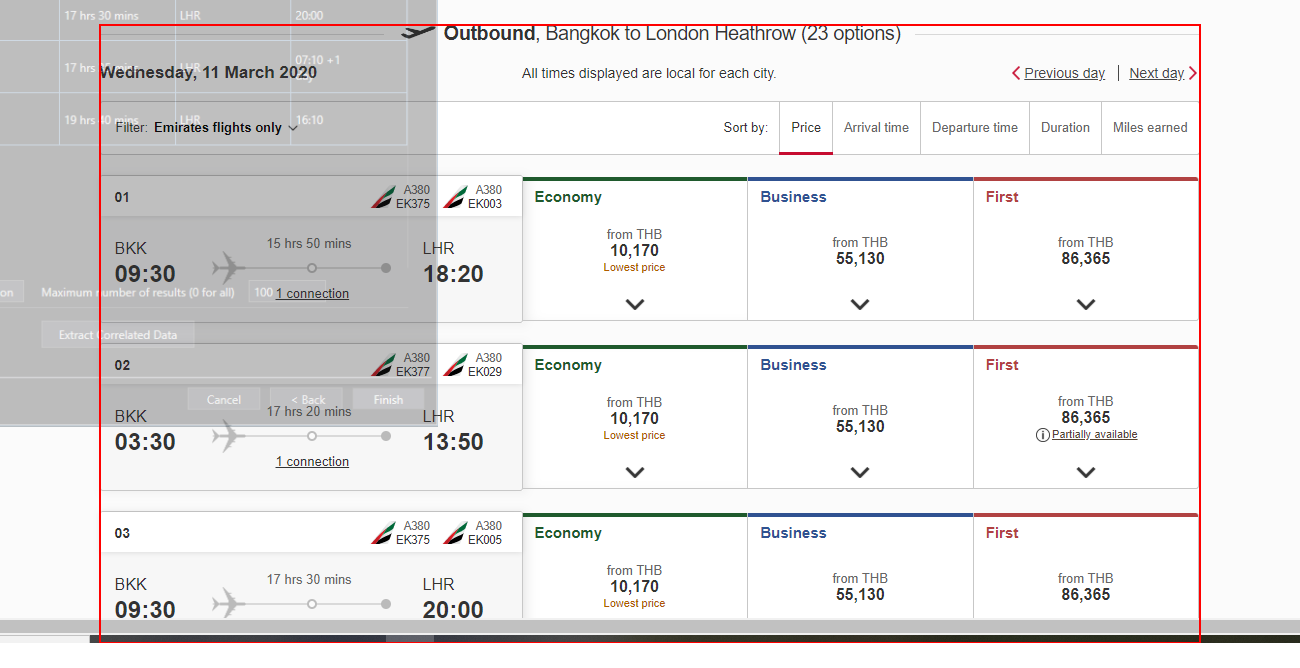 17 hrs 30 mins LHR 20:00
Outbound, Bangkok to London Heathrow (23 options)
17 hrs LHR 07:10 +1
Wednesday, 11 March 2020 All times displayed are local for each city. Previous day Next day
19 hrs 40 mins LHR 16:10
Filter: Emirates flights only Sort by: Price Arrival time Departure time Duration Miles earned
01 A380 EK375 A380 EK003 Economy Business First
BKK 15 hrs 50 mins LHR from THB from THB from THB
09:30 18:20 10,170 55,130 86,365
Lowest price
on Maximum number of results (0 for all) 100 1 connection
Extract Correlated Data
02 A380 EK377 A380 EK029 Economy Business First
Cancel < Back Finish
BKK 17 hrs 20 mins LHR from THB from THB from THB
03:30 13:50 10,170 55,130 86,365
Lowest price Partially available
1 connection
03 A380 EK375 A380 EK005 Economy Business First
BKK 17 hrs 30 mins LHR from THB from THB from THB
09:30 20:00 10,170 55,130 86,365
Lowest price